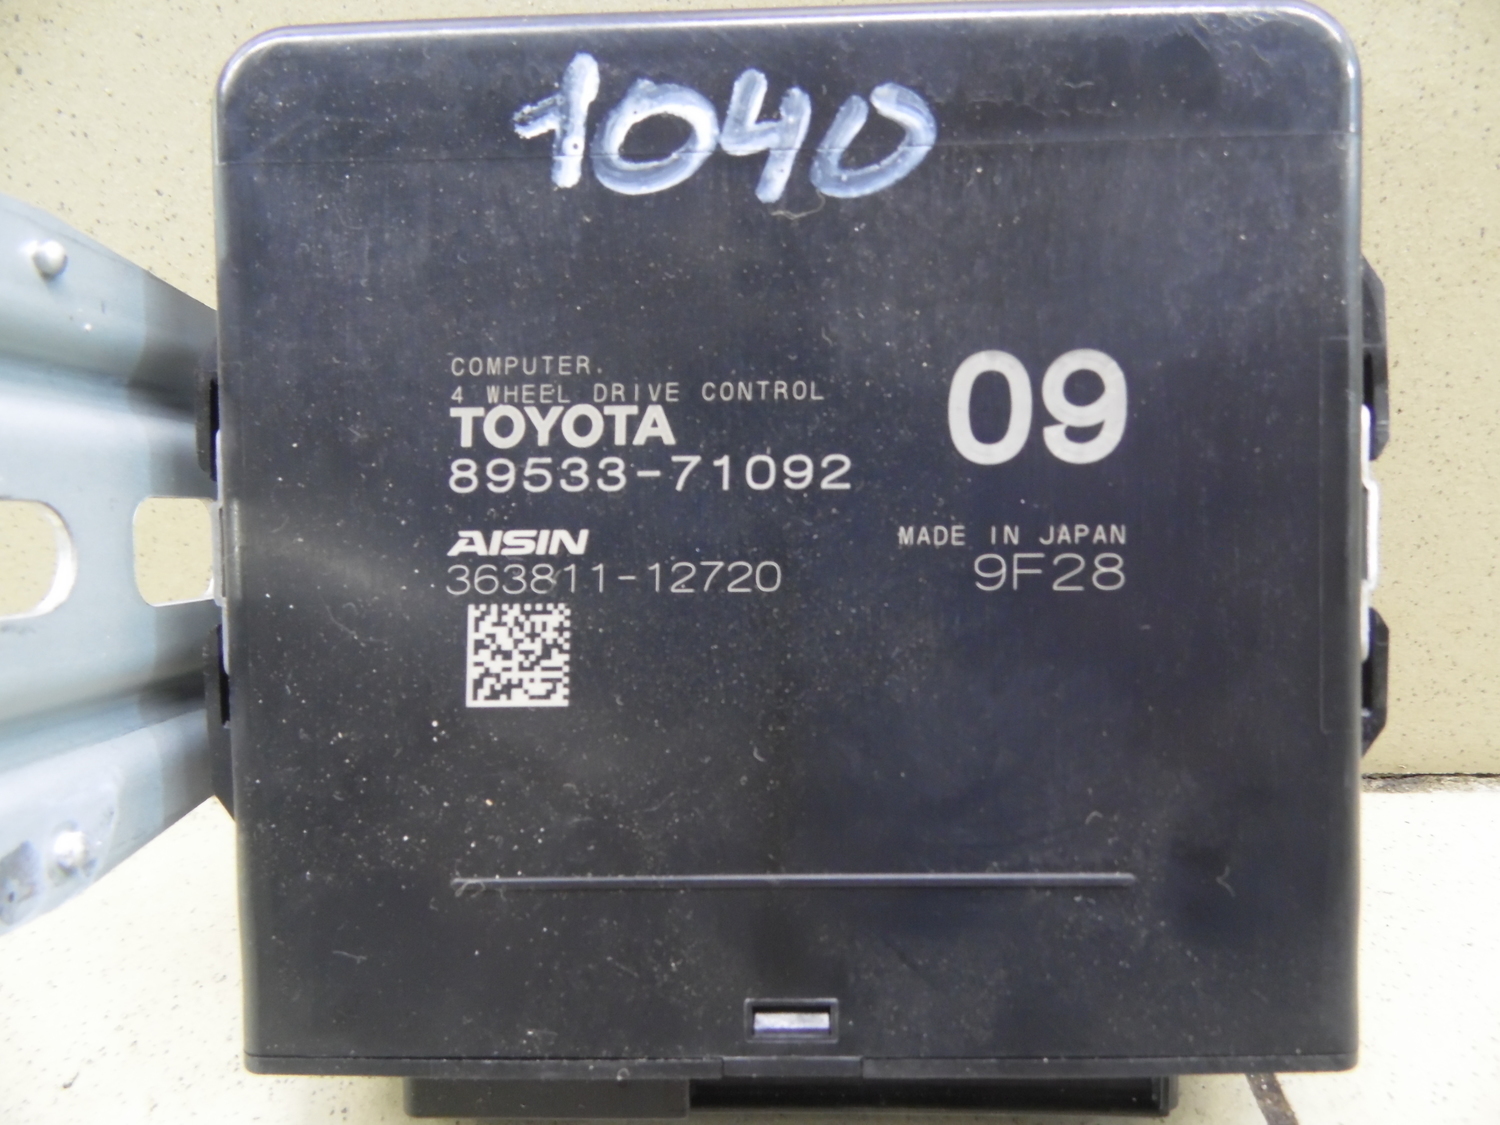 1040
COMPUTER.
4 WHEEL DRIVE CONTROL
TOYOTA
09
89533-71092
AISIN
MADE IN JAPAN
363811-12720
9F28